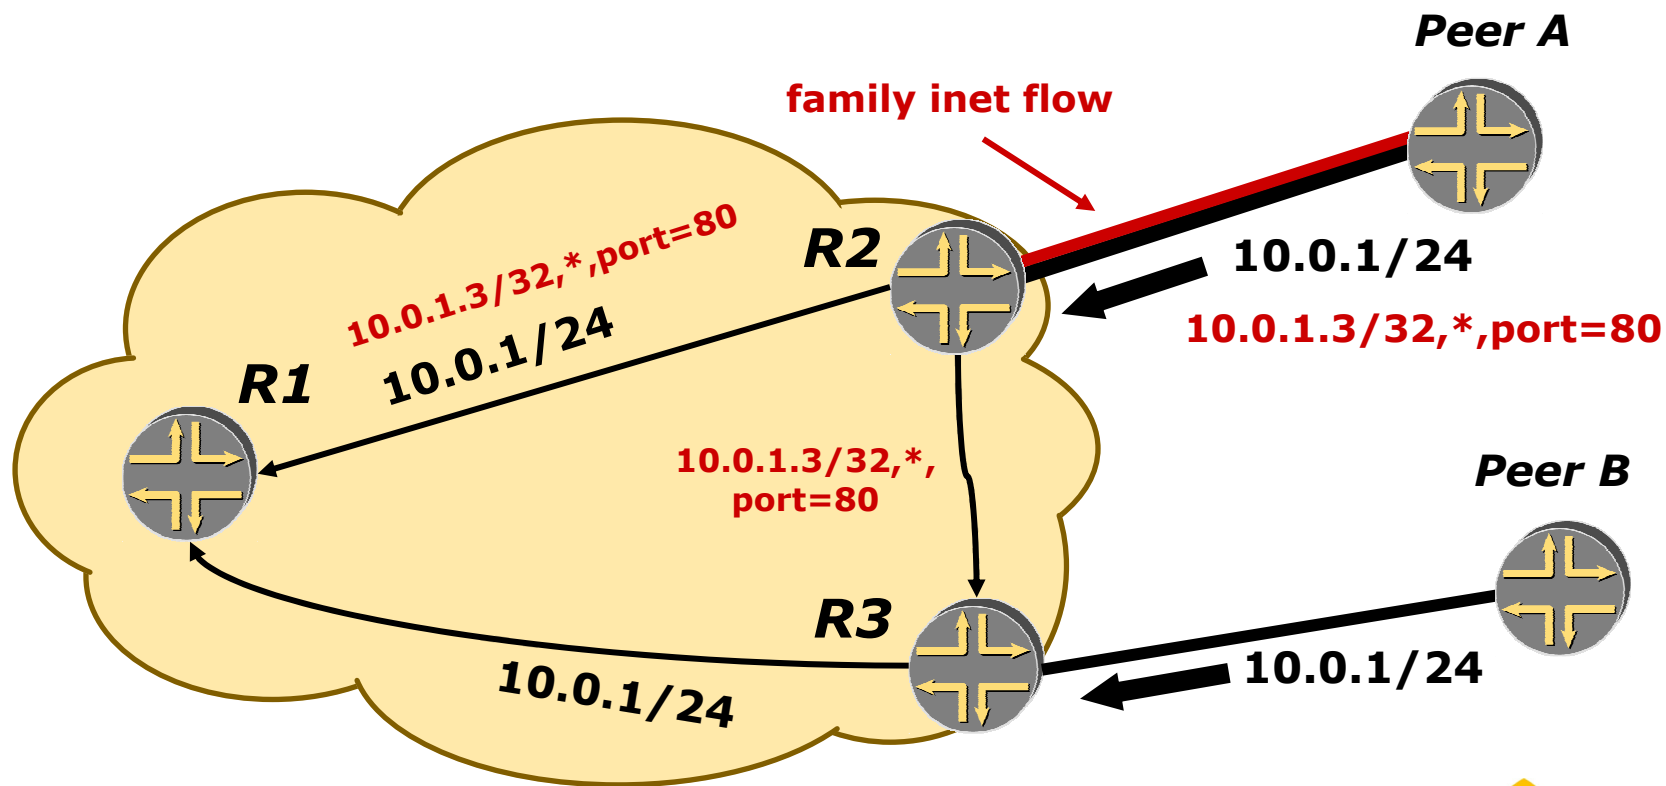 Peer A
family inet flow
10.0.1.3/32,*,port=80
R2
10.0.1/24
10.0.1/24
10.0.1.3/32,*,port=80
R1
10.0.1.3/32,*,
port=80
Peer B
R3
10.0.1/24
10.0.1/24